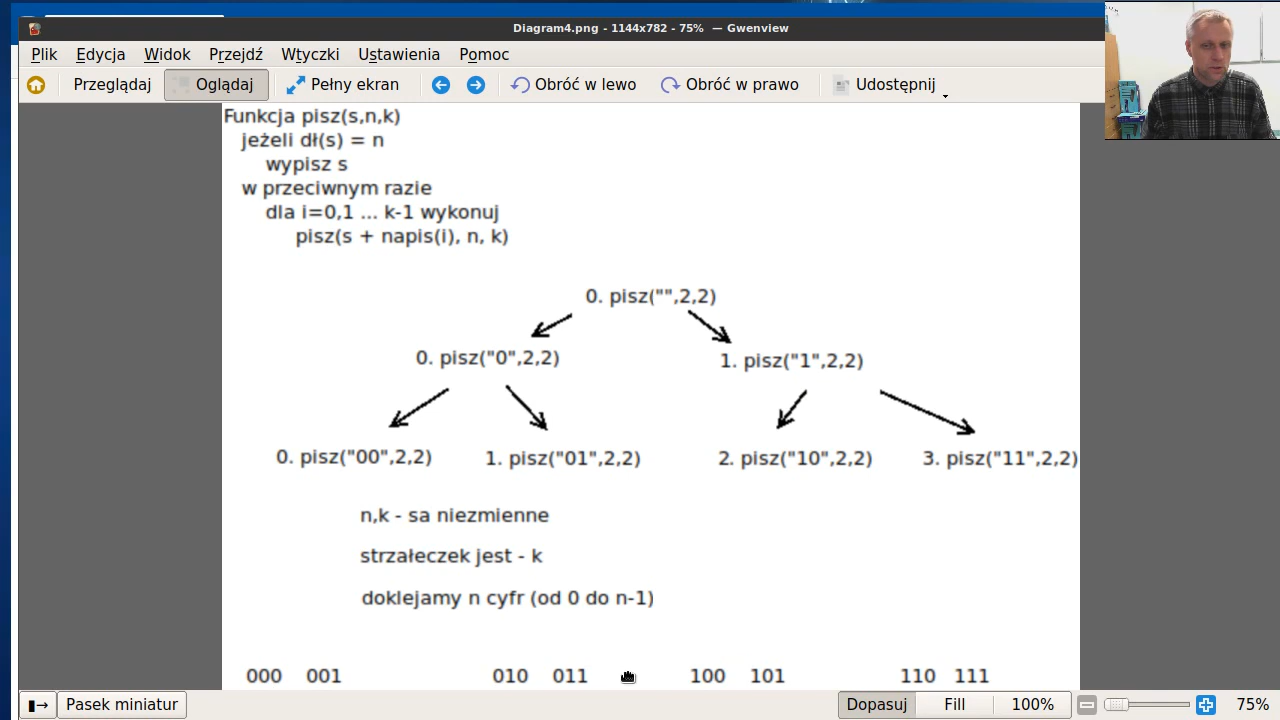 Diagram4.png - 1144x782 - 75% — Gwenview
Plik Edycja Widok Przejdź Wtyczki Ustawienia Pomoc
Przeglądaj Oglądaj Pełny ekran Obróć w lewo Obróć w prawo Udostępnij
Funkcja pisz(s,n,k)
jeżeli dł(s) = n
wypisz s
w przeciwnym razie
dla i=0,1 ... k-1 wykonuj
pisz(s + napis(i), n, k)
0. pisz("",2,2)
0. pisz("0",2,2) 1. pisz("1",2,2)
0. pisz("00",2,2) 1. pisz("01",2,2) 2. pisz("10",2,2) 3. pisz("11",2,2)
n,k - sa niezmienne
strzałeczek jest - k
doklejamy n cyfr (od 0 do n-1)
000 001 010 011 100 101 110 111
Pasek miniatur Dopasuj Fill 100% 75%